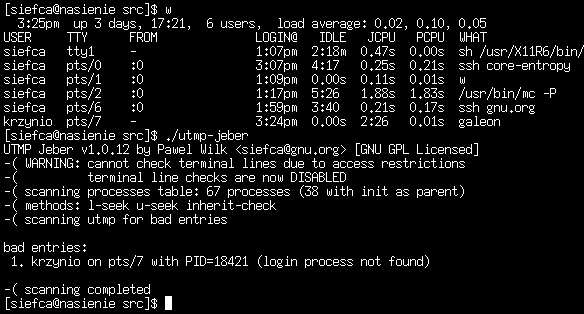 [siefca@nasienie src]$ w
  3:25pm  up 3 days, 17:21,  6 users,  load average: 0.02, 0.10, 0.05
USER     TTY      FROM              LOGIN@   IDLE   JCPU   PCPU  WHAT
siefca   tty1     -                 1:07pm  2:18m  0.47s  0.00s  sh /usr/X11R6/bin/
siefca   pts/0    :0                3:07pm  4:17   0.25s  0.21s  ssh core-entropy
siefca   pts/1    :0                1:09pm  0.00s  0.11s  0.01s  w
siefca   pts/2    :0                1:17pm  5:26   1.88s  1.83s  /usr/bin/mc -P
siefca   pts/6    :0                1:59pm  3:40   0.21s  0.17s  ssh gnu.org
krzynio  pts/7    -                 3:24pm  0.00s  2:26   0.01s  galeon
[siefca@nasienie src]$ ./utmp-jeber
UTMP Jeber v1.0.12 by Pawel Wilk <siefca@gnu.org> [GNU GPL Licensed]
-( WARNING: cannot check terminal lines due to access restrictions
-(          terminal line checks are now DISABLED
-( scanning processes table: 67 processes (38 with init as parent)
-( methods: l-seek u-seek inherit-check
-( scanning utmp for bad entries
bad entries:
 1. krzynio on pts/7 with PID=18421 (login process not found)
-( scanning completed
[siefca@nasienie src]$